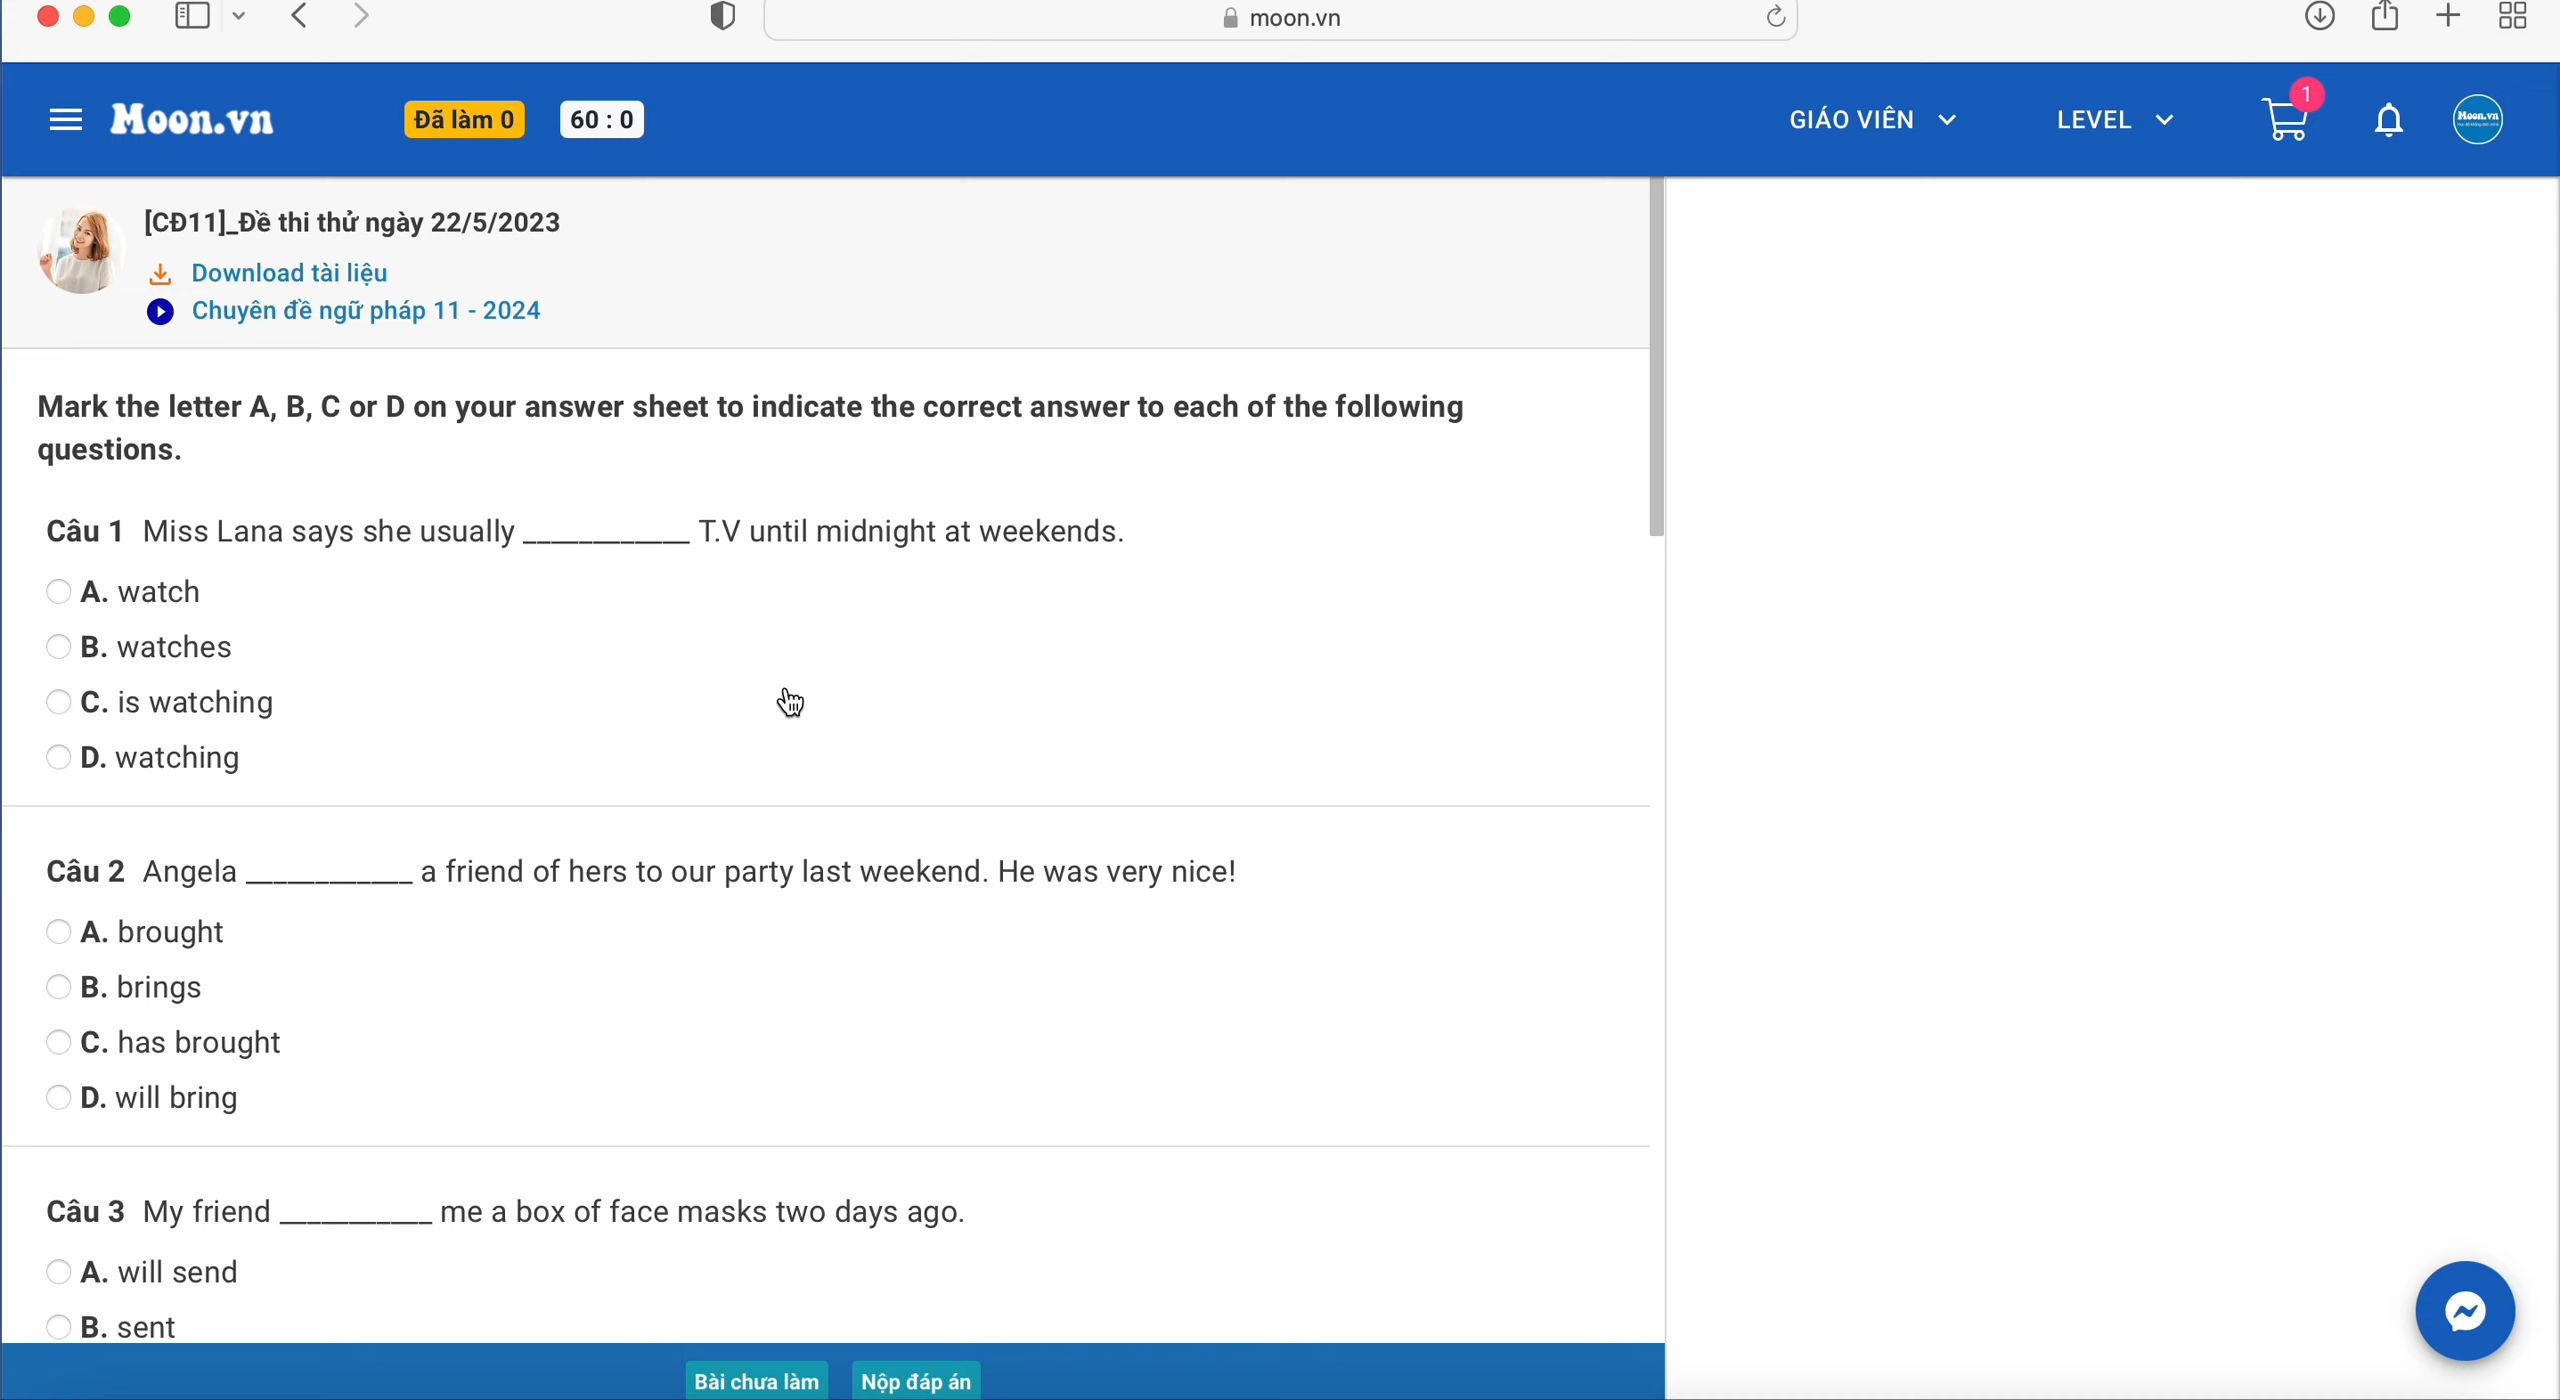 moon.vn
Moon.vn
Đã làm 0
60 : 0
GIÁO VIÊN
LEVEL
1
Moon.vn
[CĐ11]_Đề thi thử ngày 22/5/2023
Download tài liệu
Chuyên đề ngữ pháp 11 - 2024
Mark the letter A, B, C or D on your answer sheet to indicate the correct answer to each of the following
questions.
Câu 1 Miss Lana says she usually ____________ T.V until midnight at weekends.
A. watch
B. watches
C. is watching
D. watching
Câu 2 Angela ____________ a friend of hers to our party last weekend. He was very nice!
A. brought
B. brings
C. has brought
D. will bring
Câu 3 My friend ___________ me a box of face masks two days ago.
A. will send
B. sent
Bài chưa làm
Nộp đáp án